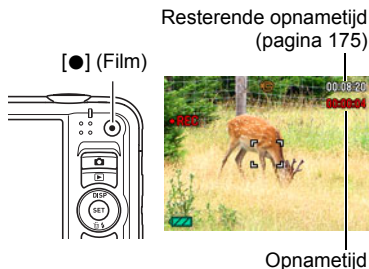 Resterende opnametijd
(pagina 175)
[●] (Film)
00:08:20
00:00:04
●REC
DISP
SET
Opnametijd